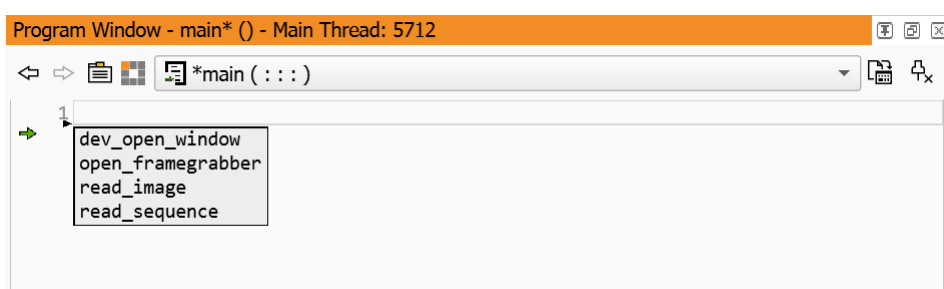 Program Window - main* () - Main Thread: 5712
*main ( : : : )
1
dev_open_window
open_framegrabber
read_image
read_sequence